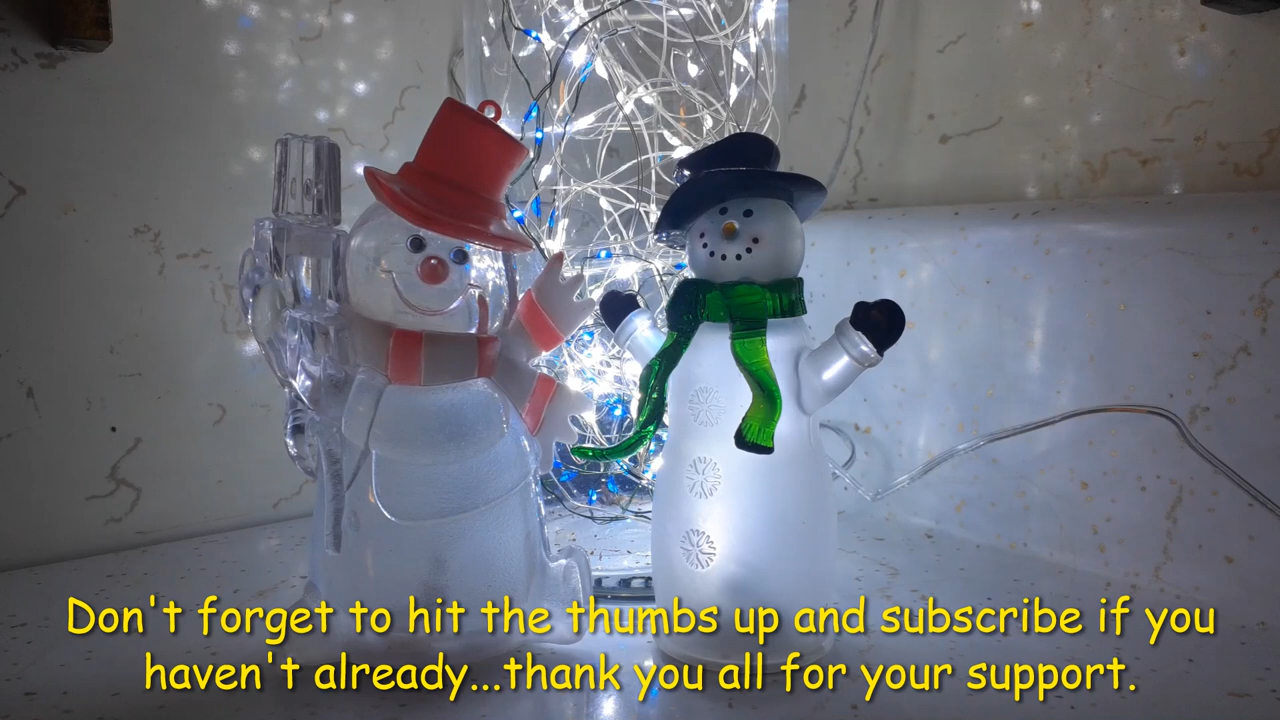 Don't forget to hit the thumbs up and subscribe if you
haven't already...thank you all for your support.